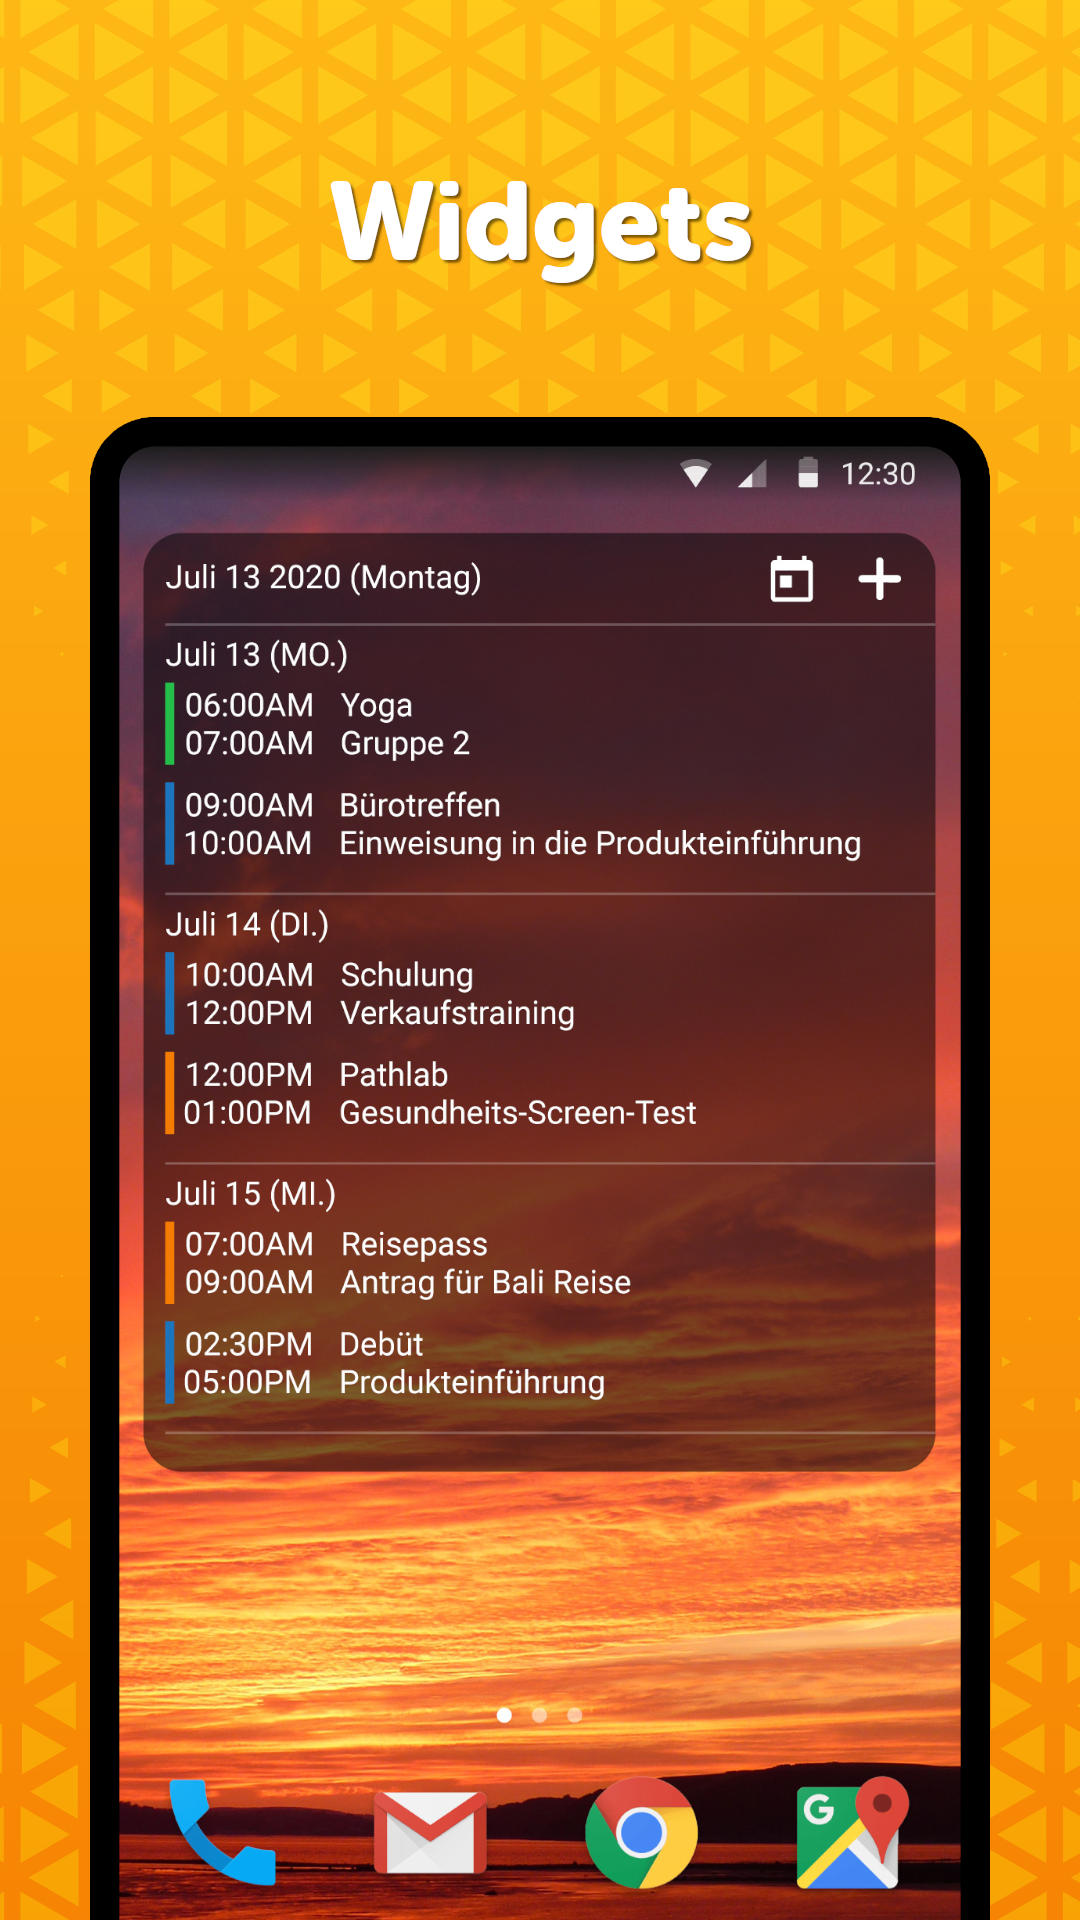 Widgets
12:30
Juli 13 2020 (Montag)
Juli 13 (MO.)
06:00AM Yoga
07:00AM Gruppe 2
09:00AM Bürotreffen
10:00AM Einweisung in die Produkteinführung
Juli 14 (DI.)
10:00AM Schulung
12:00PM Verkaufstraining
12:00PM Pathlab
01:00PM Gesundheits-Screen-Test
Juli 15 (MI.)
07:00AM Reisepass
09:00AM Antrag für Bali Reise
02:30PM Debüt
05:00PM Produkteinführung
G